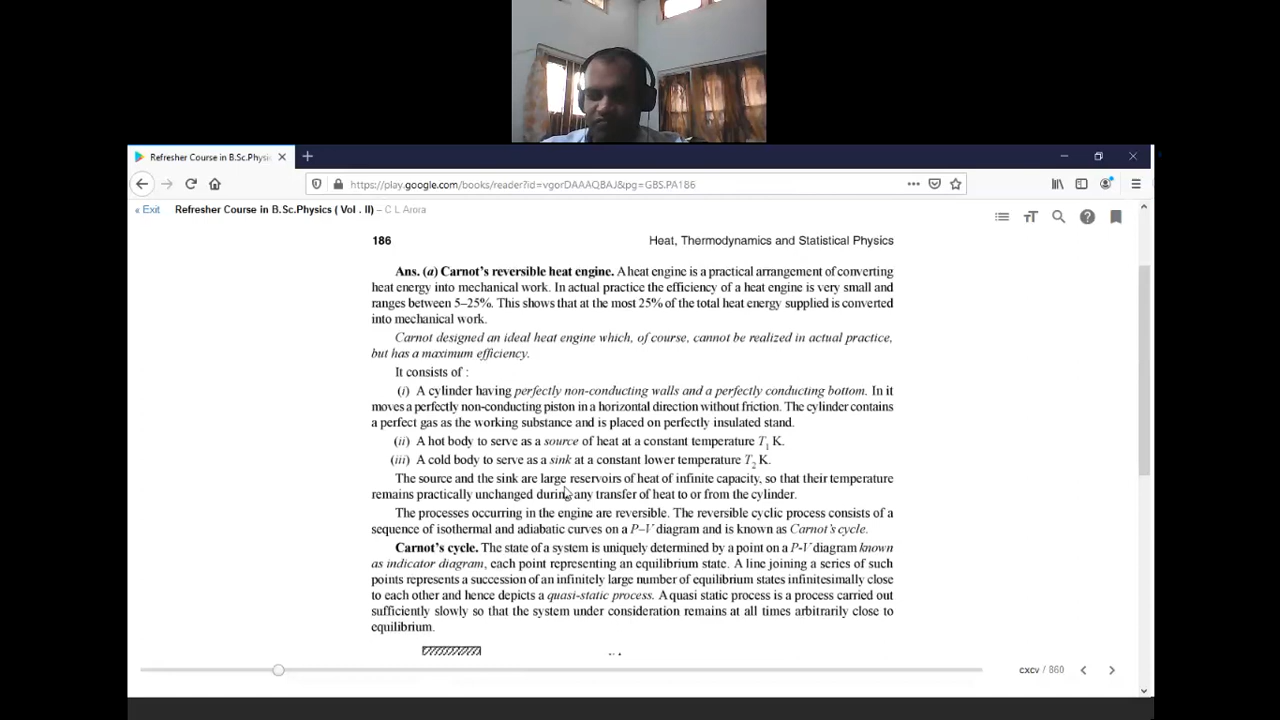 Refresher Course in B.Sc.Physic
https://play.google.com/books/reader?id=vgorDAAAQBAJ&pg=GBS.PA186
« Exit Refresher Course in B.Sc.Physics ( Vol . II) – C L Arora
186 Heat, Thermodynamics and Statistical Physics
Ans. (a) Carnot's reversible heat engine. A heat engine is a practical arrangement of converting
heat energy into mechanical work. In actual practice the efficiency of a heat engine is very small and
ranges between 5–25%. This shows that at the most 25% of the total heat energy supplied is converted
into mechanical work.
Carnot designed an ideal heat engine which, of course, cannot be realized in actual practice,
but has a maximum efficiency.
It consists of :
(i) A cylinder having perfectly non-conducting walls and a perfectly conducting bottom. In it
moves a perfectly non-conducting piston in a horizontal direction without friction. The cylinder contains
a perfect gas as the working substance and is placed on perfectly insulated stand.
(ii) A hot body to serve as a source of heat at a constant temperature T1 K.
(iii) A cold body to serve as a sink at a constant lower temperature T2 K.
The source and the sink are large reservoirs of heat of infinite capacity, so that their temperature
remains practically unchanged during any transfer of heat to or from the cylinder.
The processes occurring in the engine are reversible. The reversible cyclic process consists of a
sequence of isothermal and adiabatic curves on a P–V diagram and is known as Carnot's cycle.
Carnot's cycle. The state of a system is uniquely determined by a point on a P-V diagram known
as indicator diagram, each point representing an equilibrium state. A line joining a series of such
points represents a succession of an infinitely large number of equilibrium states infinitesimally close
to each other and hence depicts a quasi-static process. A quasi static process is a process carried out
sufficiently slowly so that the system under consideration remains at all times arbitrarily close to
equilibrium.
cxcv / 860